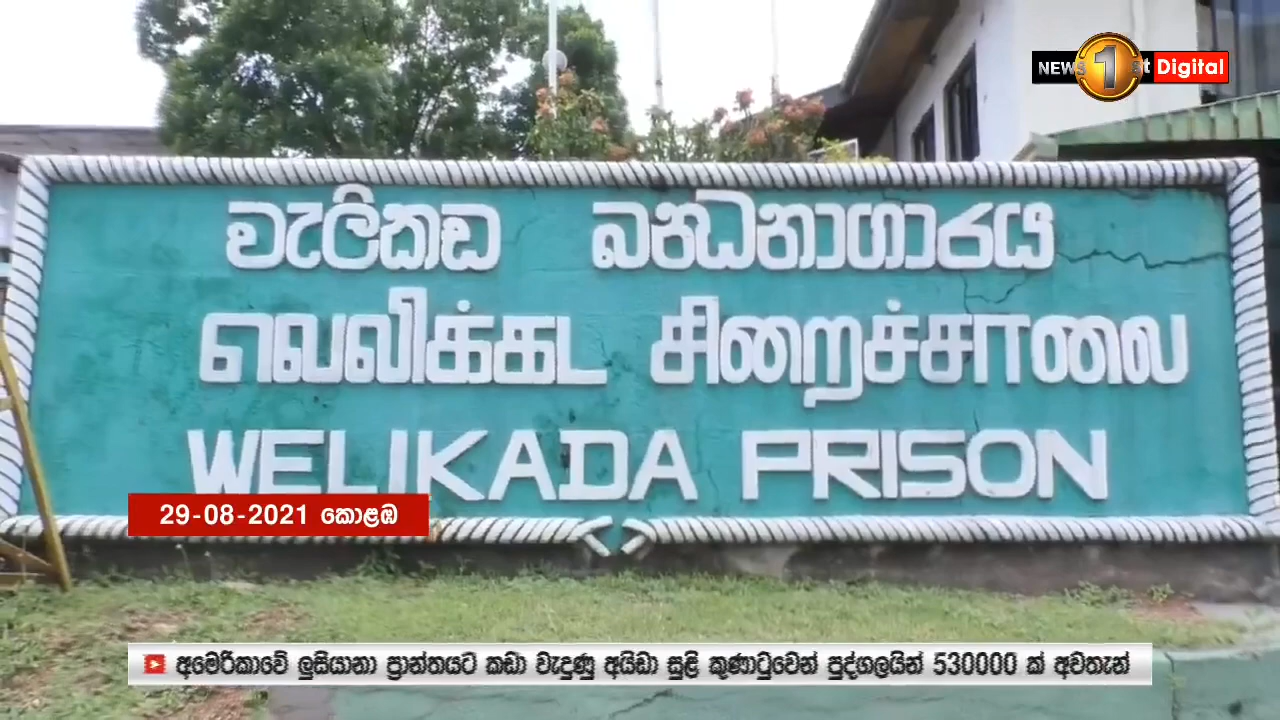 NEWS 1st Digital
වැලිකඩ බන්ධනාගාරය
வெலிக்கட சிறைச்சாலை
WELIKADA PRISON
29-08-2021 කොළඹ
අමෙරිකාවේ ලුසියානා ප්‍රාන්තයට කඩා වැදුණු අයිඩා සුළි කුණාටුවෙන් පුද්ගලයින් 530000 ක් අවතැන්